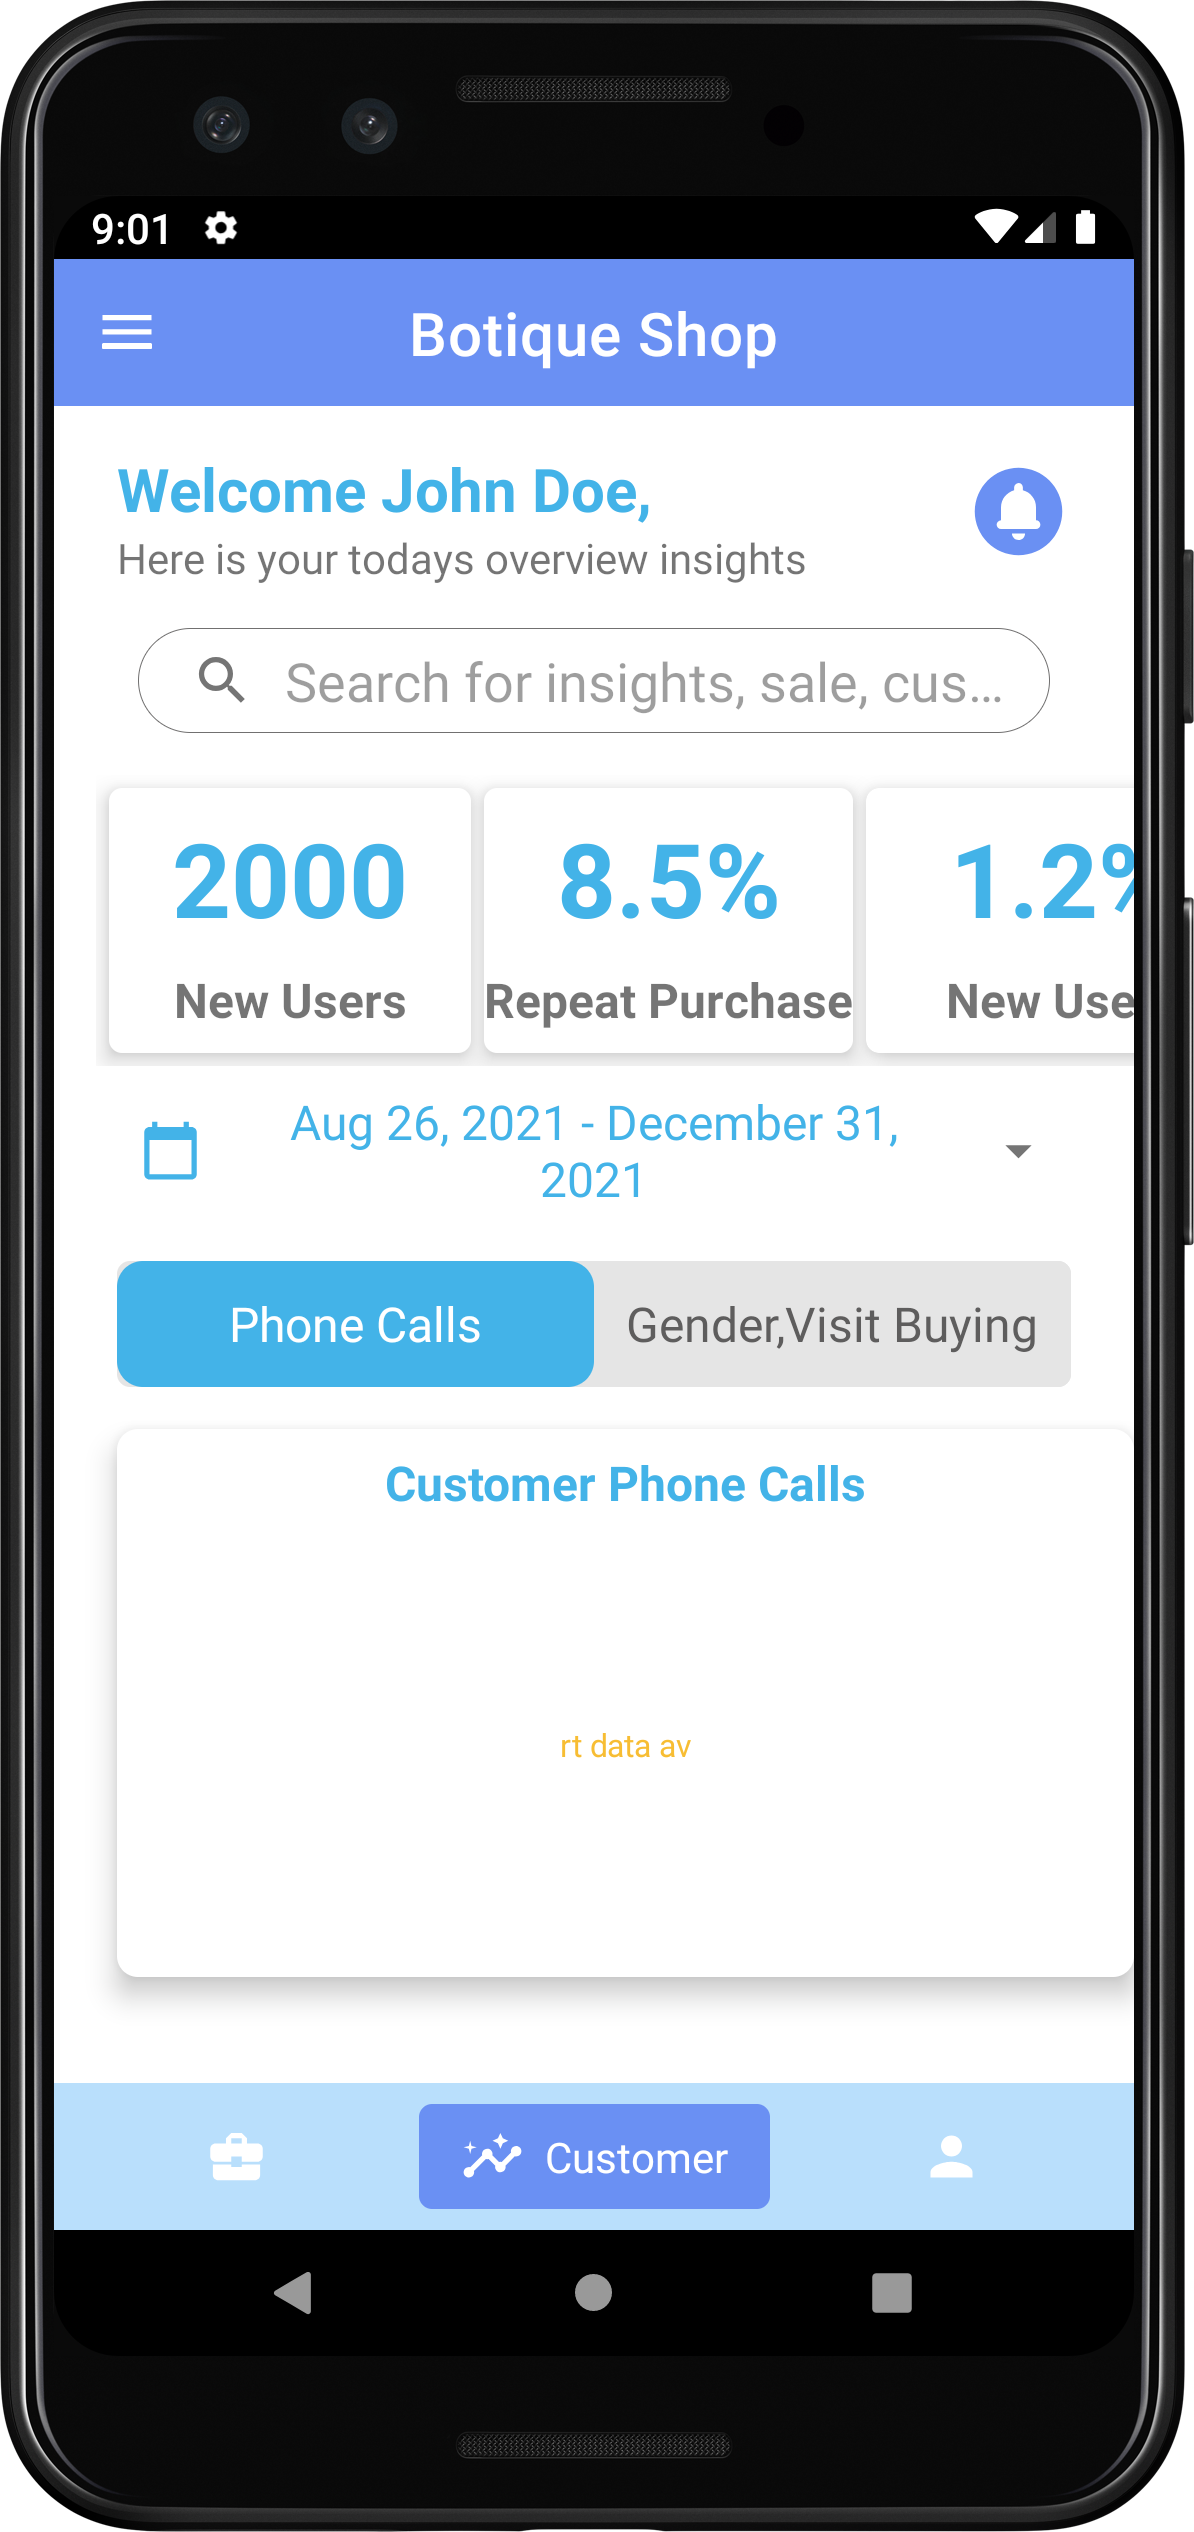 9:01
Botique Shop
Welcome John Doe,
Here is your todays overview insights
Search for insights, sale, cus...
2000
8.5%
1.2%
New Users
Repeat Purchase
New Use
Aug 26, 2021 - December 31,
2021
Phone Calls
Gender,Visit Buying
Customer Phone Calls
rt data av
Customer